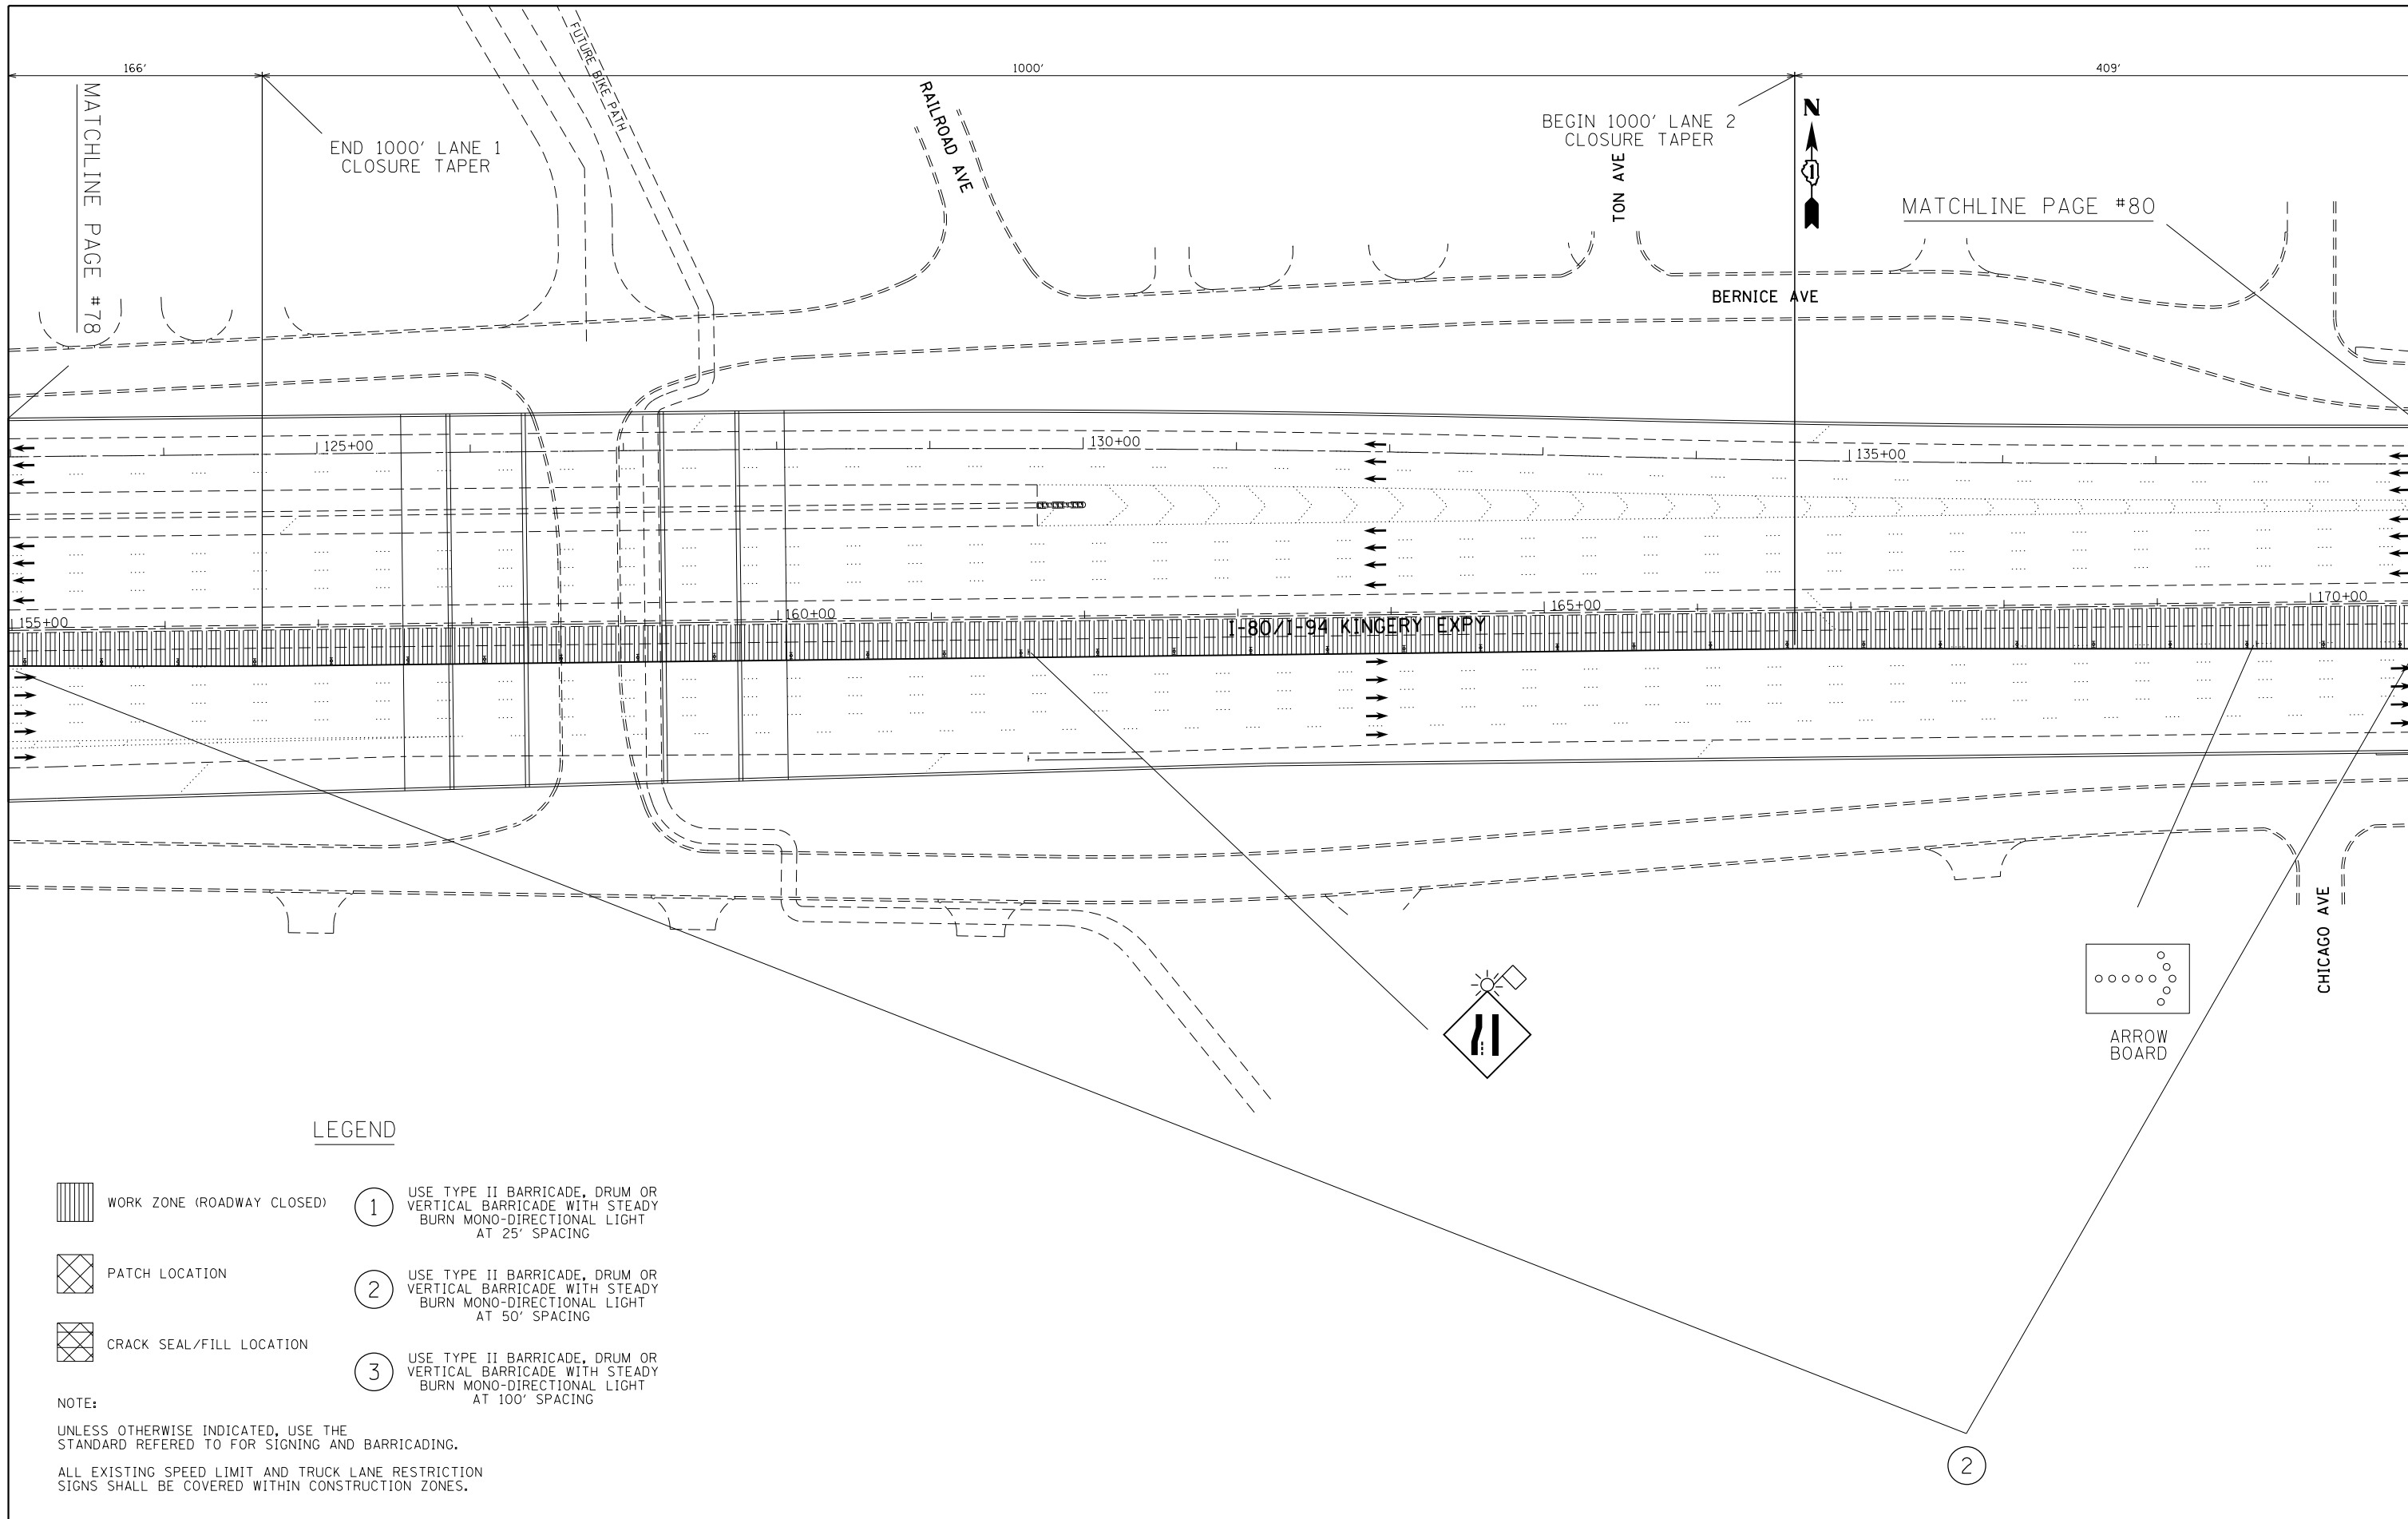 166'
1000'
409'
MATCHLINE PAGE #78
END 1000' LANE 1
CLOSURE TAPER
FUTURE BIKE PATH
RAILROAD AVE
BEGIN 1000' LANE 2
CLOSURE TAPER
TON AVE
N
1
MATCHLINE PAGE #80
BERNICE AVE
125+00
130+00
135+00
155+00
160+00
165+00
170+00
I-80/I-94 KINGERY EXPY
CHICAGO AVE
ARROW
BOARD
LEGEND
WORK ZONE (ROADWAY CLOSED)
PATCH LOCATION
CRACK SEAL/FILL LOCATION
1
USE TYPE II BARRICADE, DRUM OR
VERTICAL BARRICADE WITH STEADY
BURN MONO-DIRECTIONAL LIGHT
AT 25' SPACING
2
USE TYPE II BARRICADE, DRUM OR
VERTICAL BARRICADE WITH STEADY
BURN MONO-DIRECTIONAL LIGHT
AT 50' SPACING
3
USE TYPE II BARRICADE, DRUM OR
VERTICAL BARRICADE WITH STEADY
BURN MONO-DIRECTIONAL LIGHT
AT 100' SPACING
NOTE:
UNLESS OTHERWISE INDICATED, USE THE
STANDARD REFERED TO FOR SIGNING AND BARRICADING.
ALL EXISTING SPEED LIMIT AND TRUCK LANE RESTRICTION
SIGNS SHALL BE COVERED WITHIN CONSTRUCTION ZONES.
2